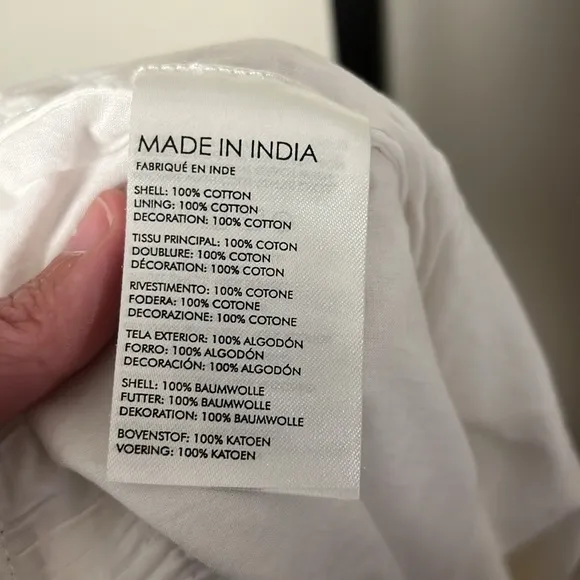 MADE IN INDIA
FABRIQUÉ EN INDE
SHELL: 100% COTTON
LINING: 100% COTTON
DECORATION: 100% COTTON
TISSU PRINCIPAL: 100% COTON
DOUBLURE: 100% COTON
DÉCORATION: 100% COTON
RIVESTIMENTO: 100% COTONE
FODERA: 100% COTONE
DECORAZIONE: 100% COTONE
TELA EXTERIOR: 100% ALGODÓN
FORRO: 100% ALGODÓN
DECORACIÓN: 100% ALGODÓN
SHELL: 100% BAUMWOLLE
FUTTER: 100% BAUMWOLLE
DEKORATION: 100% BAUMWOLLE
BOVENSTOF: 100% KATOEN
VOERING: 100% KATOEN